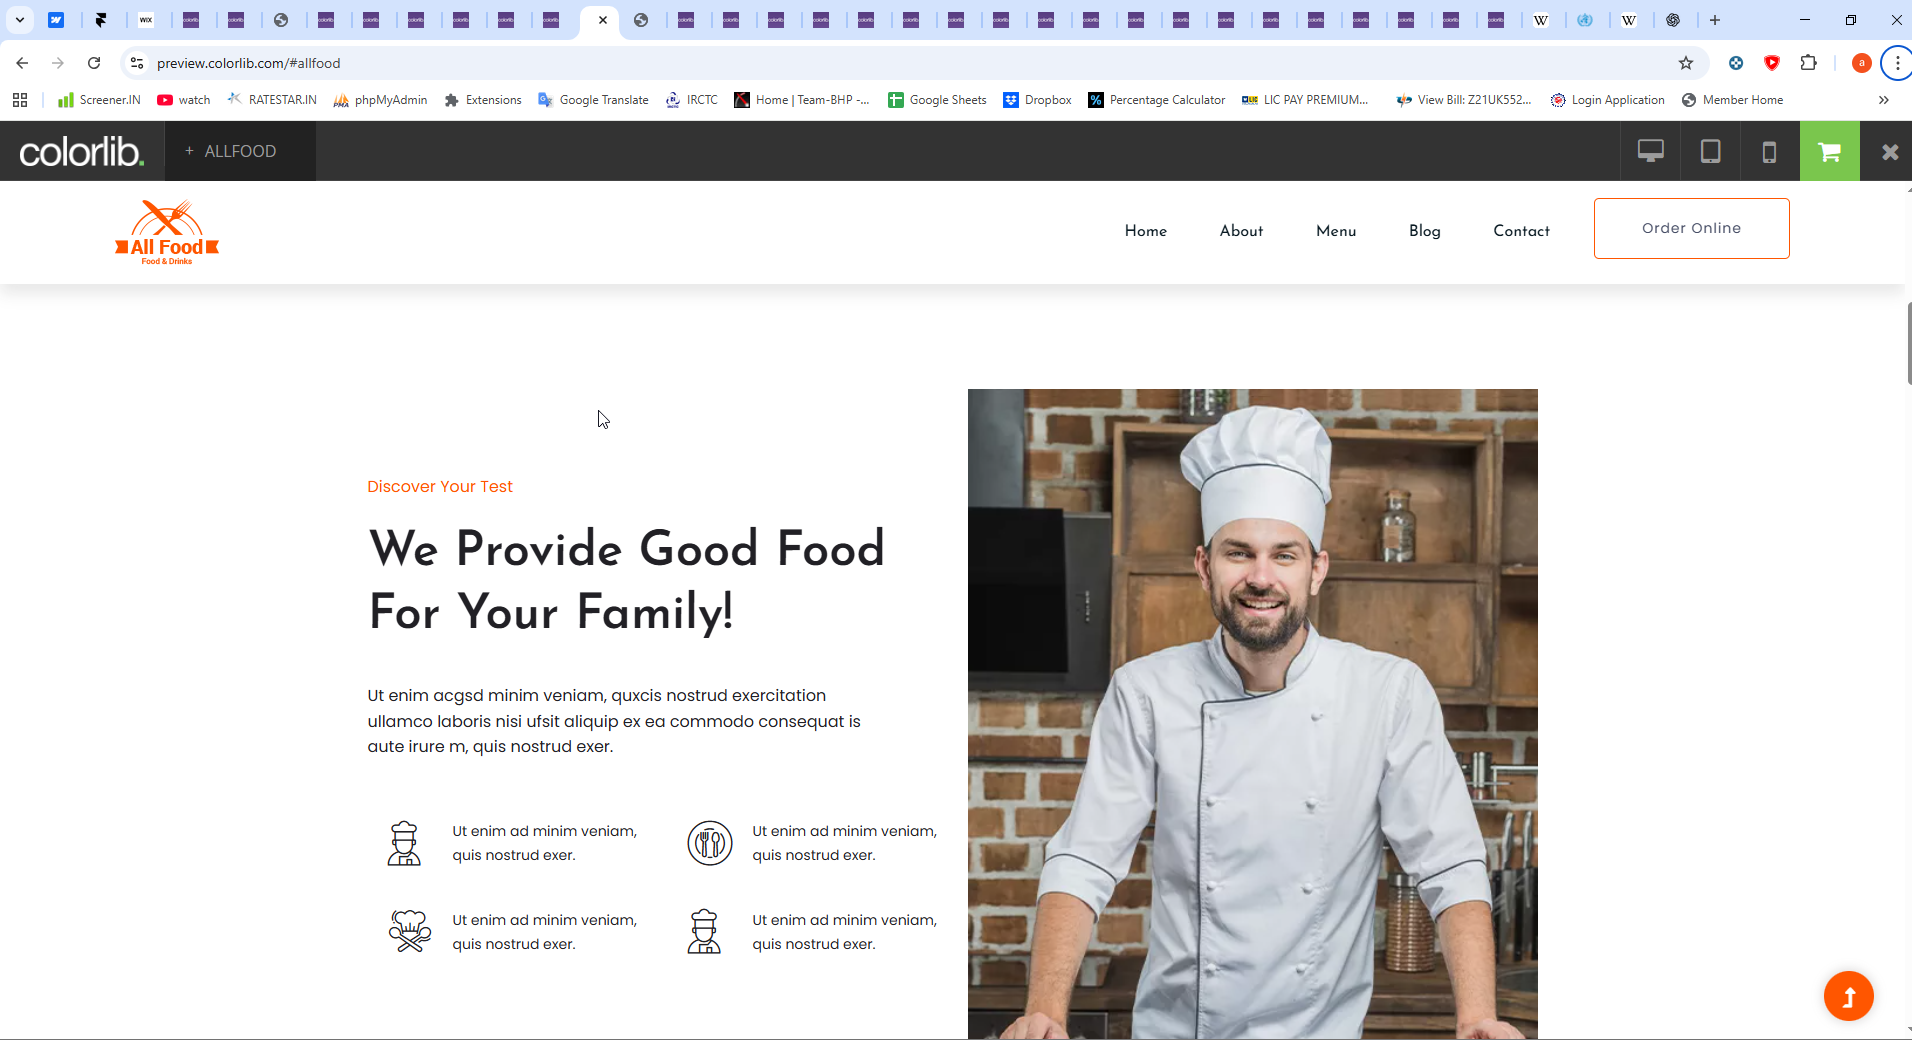 WIX
preview.colorlib.com/#allfood
a
Screener.IN
watch
RATESTAR.IN
phpMyAdmin
Extensions
Google Translate
IRCTC
Home | Team-BHP -...
Google Sheets
Dropbox
Percentage Calculator
LIC PAY PREMIUM...
View Bill: Z21UK552...
Login Application
Member Home
colorlib.
+ ALLFOOD
All Food
Food & Drinks
Home
About
Menu
Blog
Contact
Order Online
Discover Your Test
We Provide Good Food
For Your Family!
Ut enim acgsd minim veniam, quxcis nostrud exercitation
ullamco laboris nisi ufsit aliquip ex ea commodo consequat is
aute irure m, quis nostrud exer.
Ut enim ad minim veniam,
quis nostrud exer.
Ut enim ad minim veniam,
quis nostrud exer.
Ut enim ad minim veniam,
quis nostrud exer.
Ut enim ad minim veniam,
quis nostrud exer.